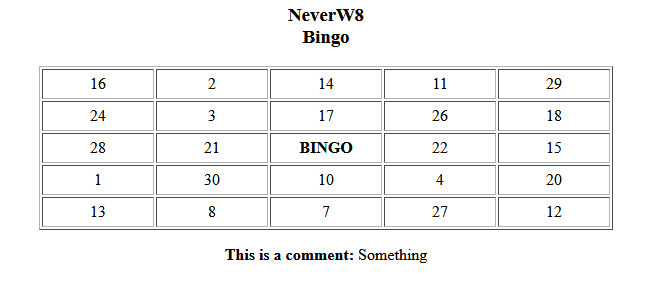 NeverW8
Bingo
16 2 14 11 29
24 3 17 26 18
28 21 BINGO 22 15
1 30 10 4 20
13 8 7 27 12
This is a comment: Something